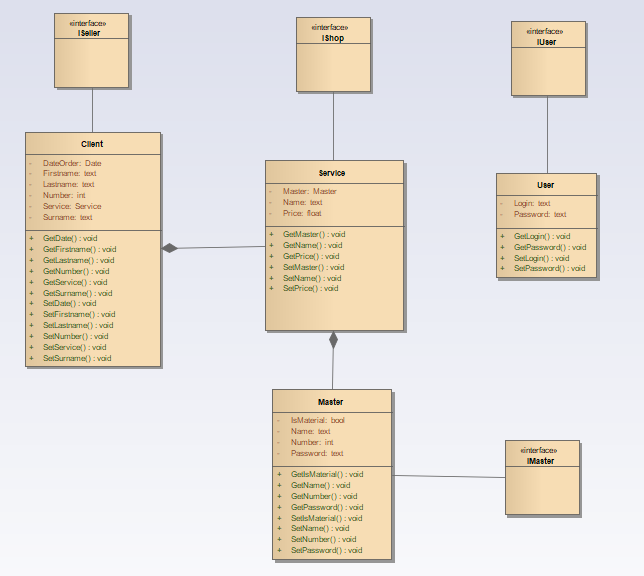 «interface»
ISeller
«interface»
IShop
«interface»
IUser
Client
- DateOrder: Date
- Firstname: text
- Lastname: text
- Number: int
- Service: Service
- Surname: text
+ GetDate() : void
+ GetFirstname() : void
+ GetLastname() : void
+ GetNumber() : void
+ GetService() : void
+ GetSurname() : void
+ SetDate() : void
+ SetFirstname() : void
+ SetLastname() : void
+ SetNumber() : void
+ SetService() : void
+ SetSurname() : void
Service
- Master: Master
- Name: text
- Price: float
+ GetMaster() : void
+ GetName() : void
+ GetPrice() : void
+ SetMaster() : void
+ SetName() : void
+ SetPrice() : void
User
- Login: text
- Password: text
+ GetLogin() : void
+ GetPassword() : void
+ SetLogin() : void
+ SetPassword() : void
Master
- IsMaterial: bool
- Name: text
- Number: int
- Password: text
+ GetIsMaterial() : void
+ GetName() : void
+ GetNumber() : void
+ GetPassword() : void
+ SetIsMaterial() : void
+ SetName() : void
+ SetNumber() : void
+ SetPassword() : void
«interface»
IMaster